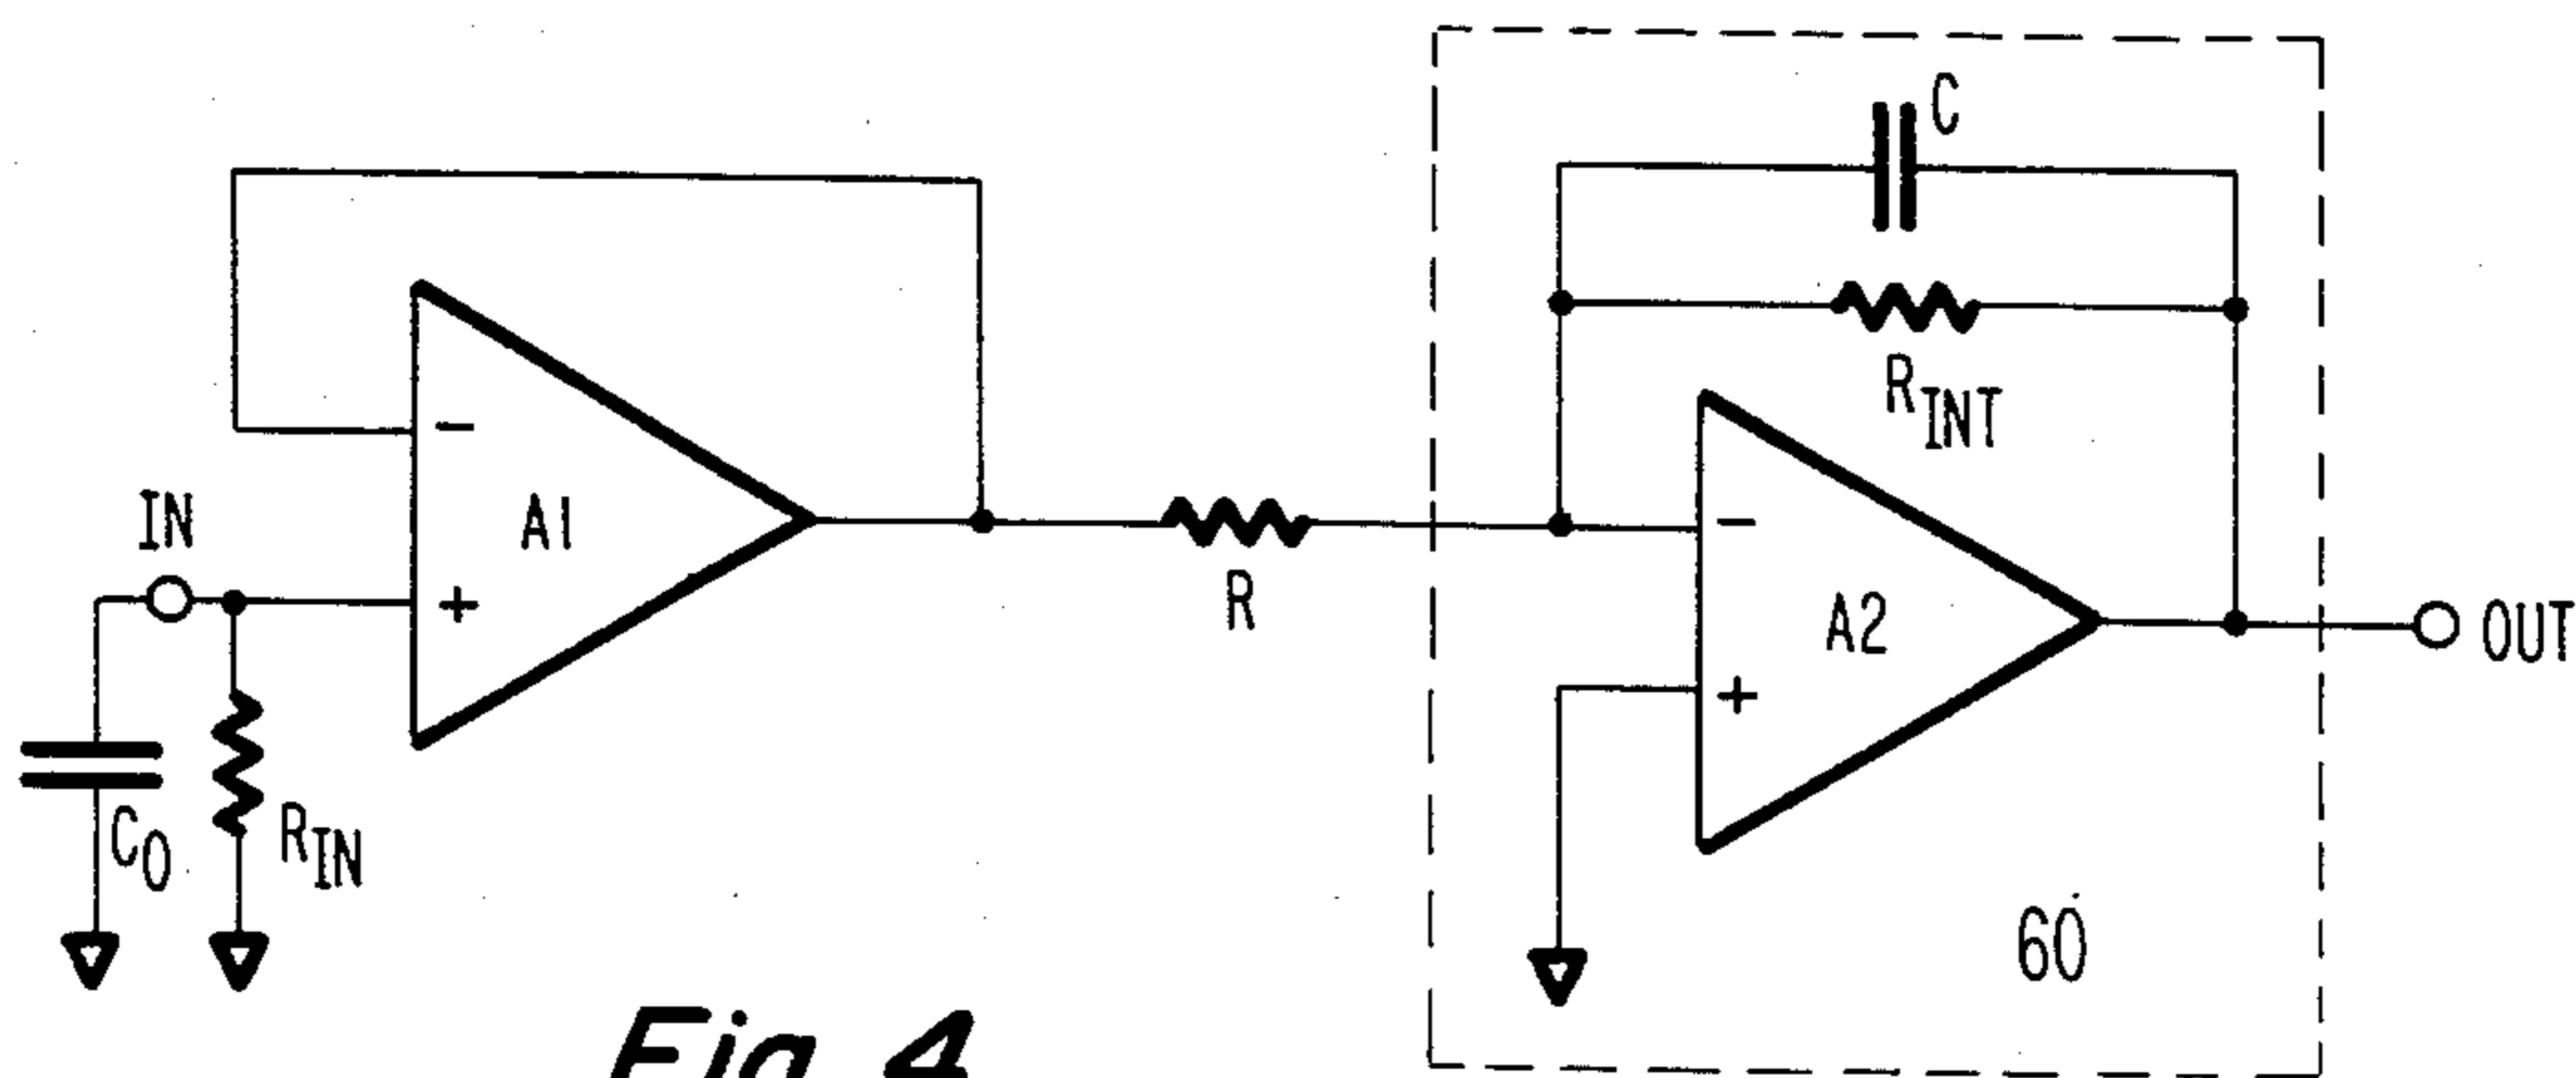 C
R_INT
−
A1
IN
+
R
−
A2
+
OUT
C_O
R_IN
60
Fig 4